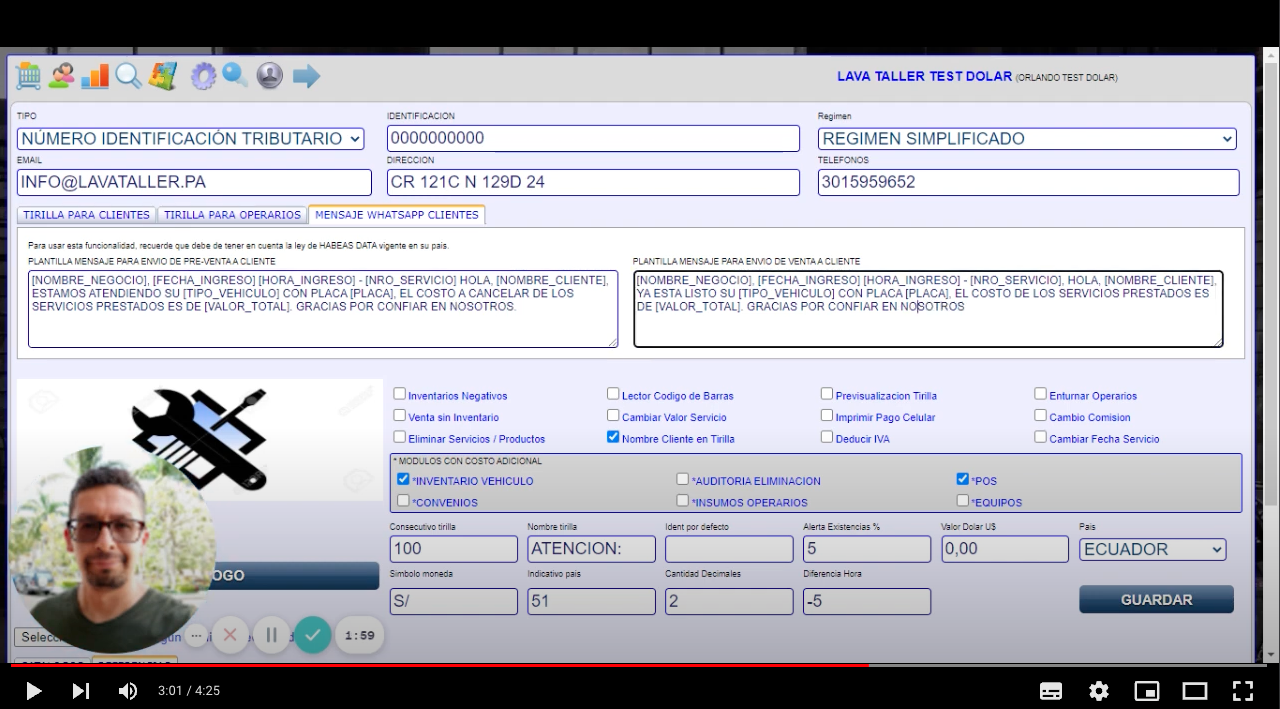 LAVA TALLER TEST DOLAR (ORLANDO TEST DOLAR)
TIPO
IDENTIFICACION
Regimen
NÚMERO IDENTIFICACIÓN TRIBUTARIO
0000000000
REGIMEN SIMPLIFICADO
EMAIL
DIRECCION
TELEFONOS
INFO@LAVATALLER.PA
CR 121C N 129D 24
3015959652
TIRILLA PARA CLIENTES
TIRILLA PARA OPERARIOS
MENSAJE WHATSAPP CLIENTES
Para usar esta funcionalidad, recuerde que debe de tener en cuenta la ley de HABEAS DATA vigente en su pais.
PLANTILLA MENSAJE PARA ENVIO DE PRE-VENTA A CLIENTE
[NOMBRE_NEGOCIO], [FECHA_INGRESO] [HORA_INGRESO] - [NRO_SERVICIO] HOLA, [NOMBRE_CLIENTE],
ESTAMOS ATENDIENDO SU [TIPO_VEHICULO] CON PLACA [PLACA], EL COSTO A CANCELAR DE LOS
SERVICIOS PRESTADOS ES DE [VALOR_TOTAL]. GRACIAS POR CONFIAR EN NOSOTROS.
PLANTILLA MENSAJE PARA ENVIO DE VENTA A CLIENTE
[NOMBRE_NEGOCIO], [FECHA_INGRESO] [HORA_INGRESO] - [NRO_SERVICIO], HOLA, [NOMBRE_CLIENTE],
YA ESTA LISTO SU [TIPO_VEHICULO] CON PLACA [PLACA], EL COSTO DE LOS SERVICIOS PRESTADOS ES
DE [VALOR_TOTAL]. GRACIAS POR CONFIAR EN NOSOTROS
Inventarios Negativos
Lector Codigo de Barras
Previsualizacion Tirilla
Enturnar Operarios
Venta sin Inventario
Cambiar Valor Servicio
Imprimir Pago Celular
Cambio Comision
Eliminar Servicios / Productos
Nombre Cliente en Tirilla
Deducir IVA
Cambiar Fecha Servicio
* MODULOS CON COSTO ADICIONAL
*INVENTARIO VEHICULO
*AUDITORIA ELIMINACION
*POS
*CONVENIOS
*INSUMOS OPERARIOS
*EQUIPOS
Consecutivo tirilla
Nombre tirilla
Ident por defecto
Alerta Existencias %
Valor Dolar U$
Pais
100
ATENCION:
5
0,00
ECUADOR
Simbolo moneda
Indicativo pais
Cantidad Decimales
Diferencia Hora
S/
51
2
-5
GUARDAR
OGO
Selecc
1:59
3:01 / 4:25